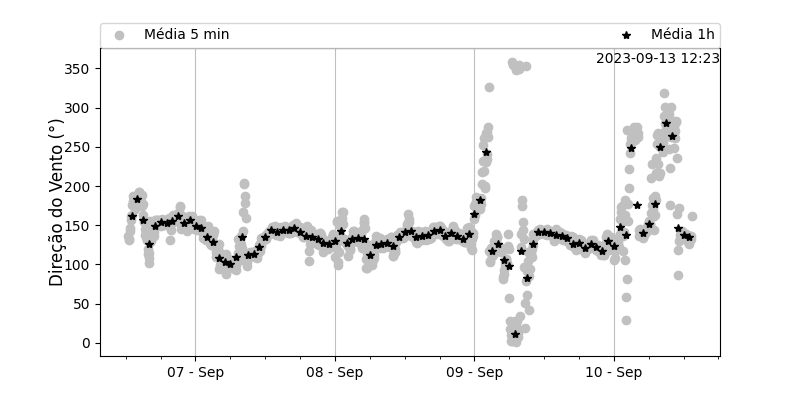 Média 5 min
Média 1h
2023-09-13 12:23
Direção do Vento (°)
350
300
250
200
150
100
50
0
07 - Sep
08 - Sep
09 - Sep
10 - Sep